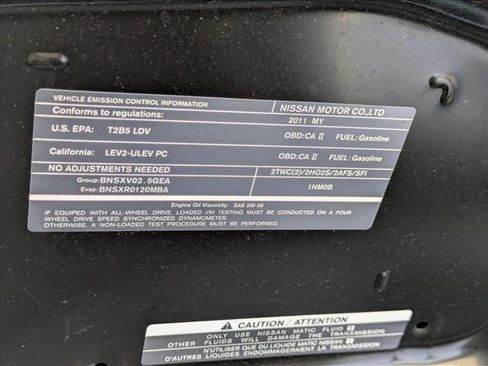 VEHICLE EMISSION CONTROL INFORMATION NISSAN MOTOR CO.,LTD
Conforms to regulations: 2011 MY
U.S. EPA: T2B5 LDV OBD:CA II FUEL:Gasoline
California: LEV2-ULEV PC OBD:CA II FUEL:Gasoline
NO ADJUSTMENTS NEEDED 2TWC(2)/2HO2S/2AFS/SFI
Group:BNSXV02.5GEA 1NM0B
Evap:BNSXR0120MBA
Engine Oil Viscosity: SAE 5W-30
IF EQUIPPED WITH ALL-WHEEL DRIVE, LOADED I/M TESTING MUST BE PERFORMED ON A FOUR
WHEEL DRIVE SPEED SYNCHRONIZED DYNAMOMETER.
OTHERWISE, A NON-LOADED TEST PROCEDURE MUST BE PERFORMED.
CAUTION / ATTENTION
ONLY USE NISSAN MATIC FLUID S
OTHER FLUIDS WILL DAMAGE THE TRANSMISSION.
N'UTILISER QUE DU LIQUIDE MATIC NISSAN S
D'AUTRES LIQUIDES ENDOMMAGERAIENT LA TRANSMISSION.